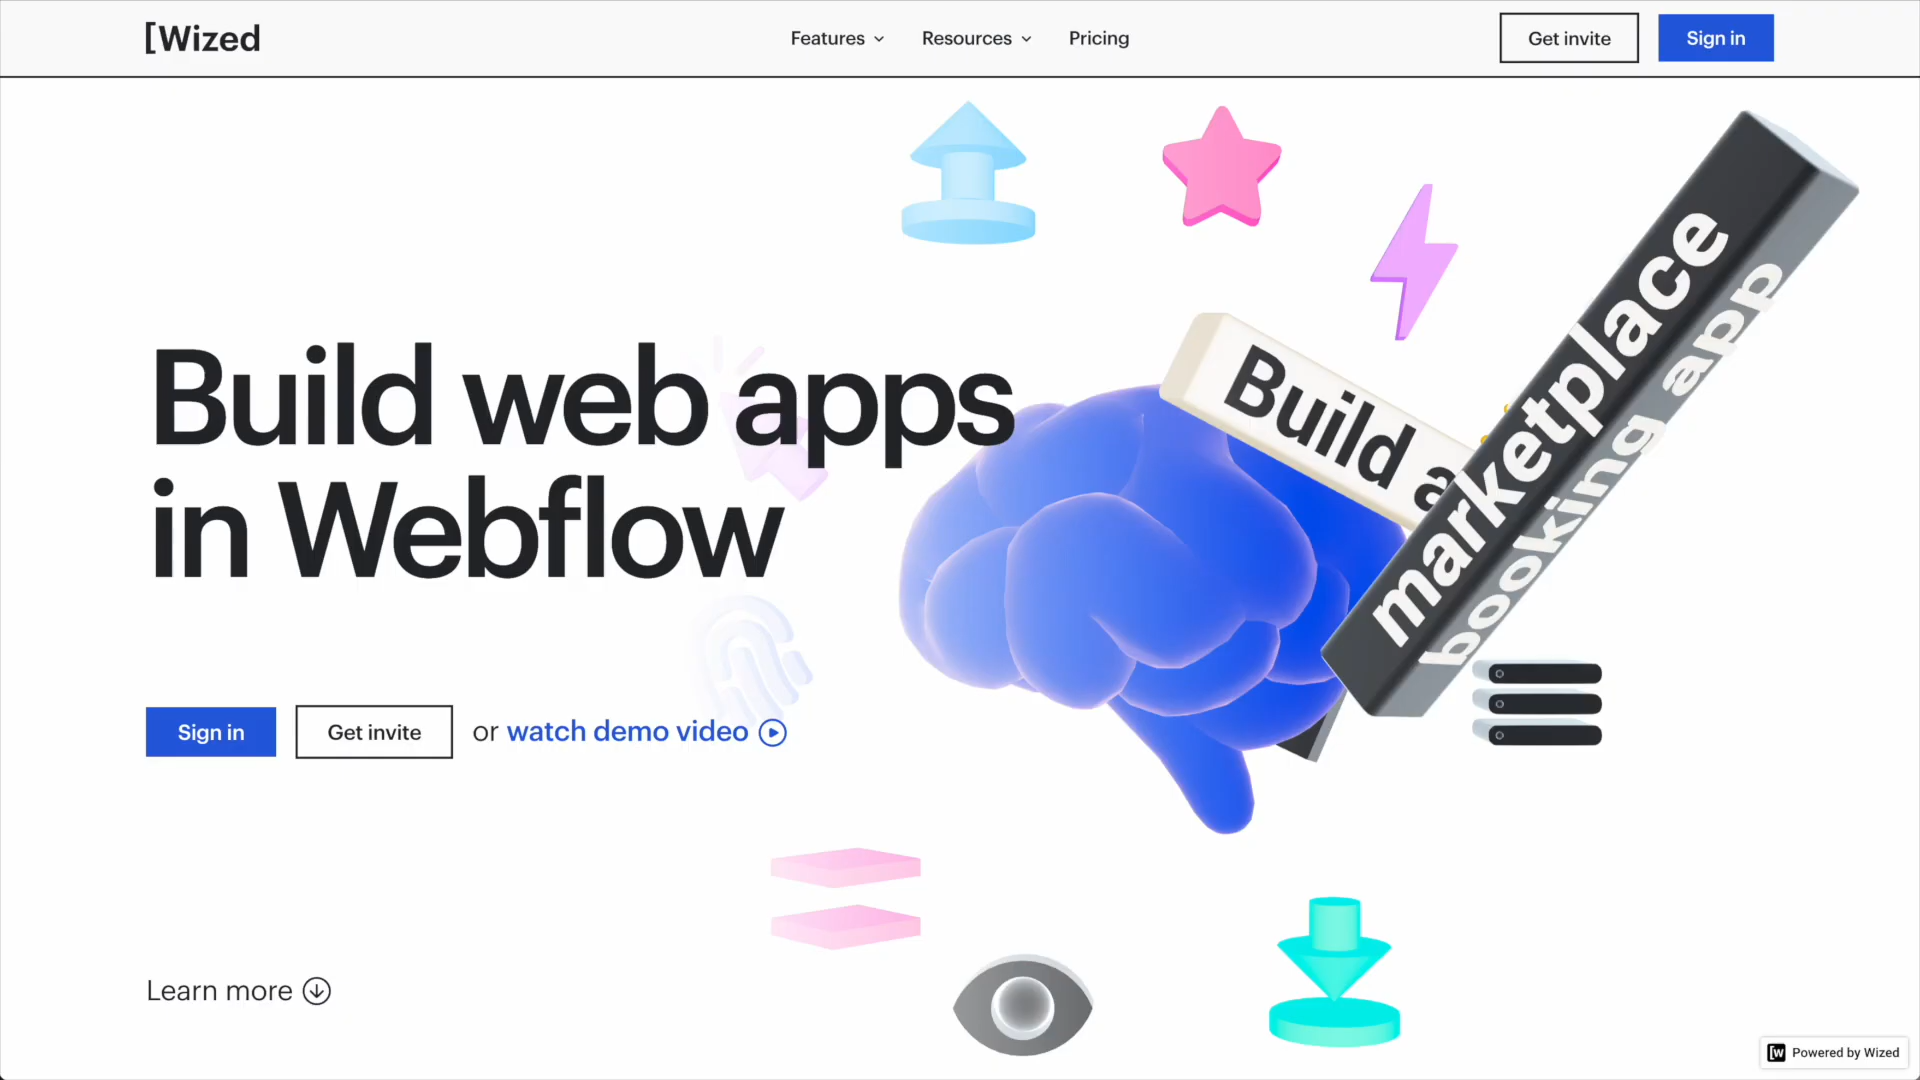 [Wized
Features
Resources
Pricing
Get invite
Sign in
Build web apps
in Webflow
Build a
marketplace
booking app
Sign in
Get invite
or watch demo video
Learn more
[w Powered by Wized